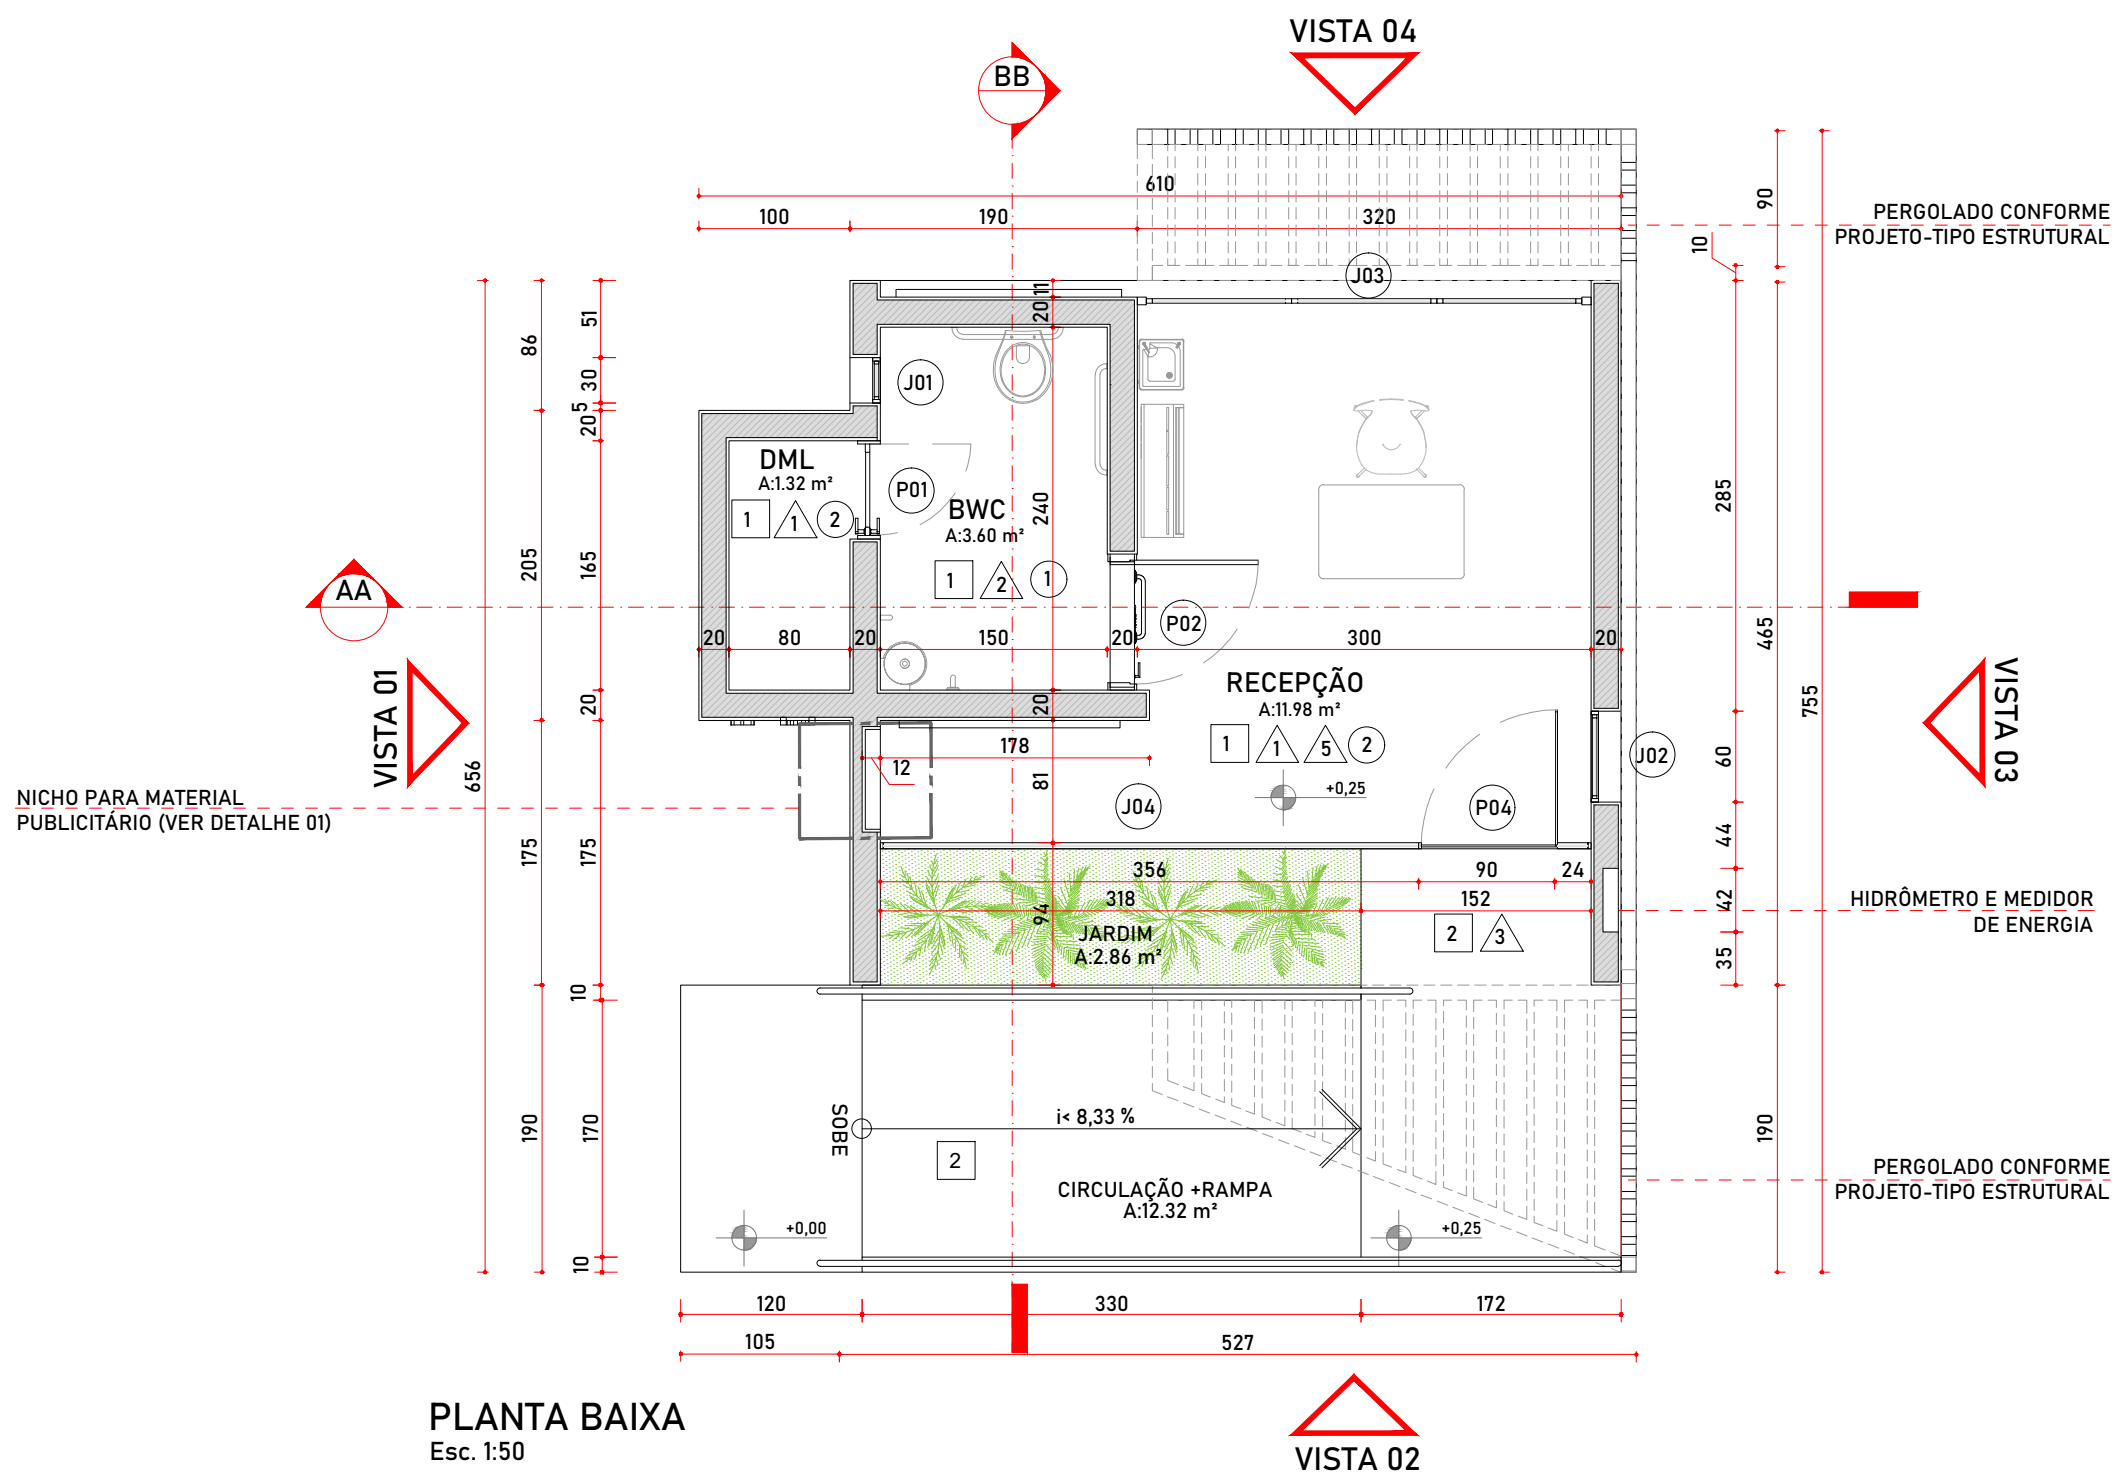 VISTA 04
BB
610
100
190
320
90
PERGOLADO CONFORME
PROJETO-TIPO ESTRUTURAL
10
J03
11
20
51
86
30
5
20
J01
DML
A:1.32 m²
1
1
2
P01
BWC
A:3.60 m²
1
2
1
240
285
205
165
AA
465
20
80
20
150
20
300
20
P02
VISTA 01
VISTA 03
755
656
20
20
RECEPÇÃO
A:11.98 m²
1
1
5
2
+0,25
178
12
81
J04
P04
J02
60
44
NICHO PARA MATERIAL
PUBLICITÁRIO (VER DETALHE 01)
175
175
356
90
24
318
152
94
JARDIM
A:2.86 m²
2
3
42
35
HIDRÔMETRO E MEDIDOR
DE ENERGIA
10
190
170
10
SOBE
i< 8,33 %
2
CIRCULAÇÃO +RAMPA
A:12.32 m²
+0,00
+0,25
190
PERGOLADO CONFORME
PROJETO-TIPO ESTRUTURAL
120
330
172
105
527
PLANTA BAIXA
Esc. 1:50
VISTA 02